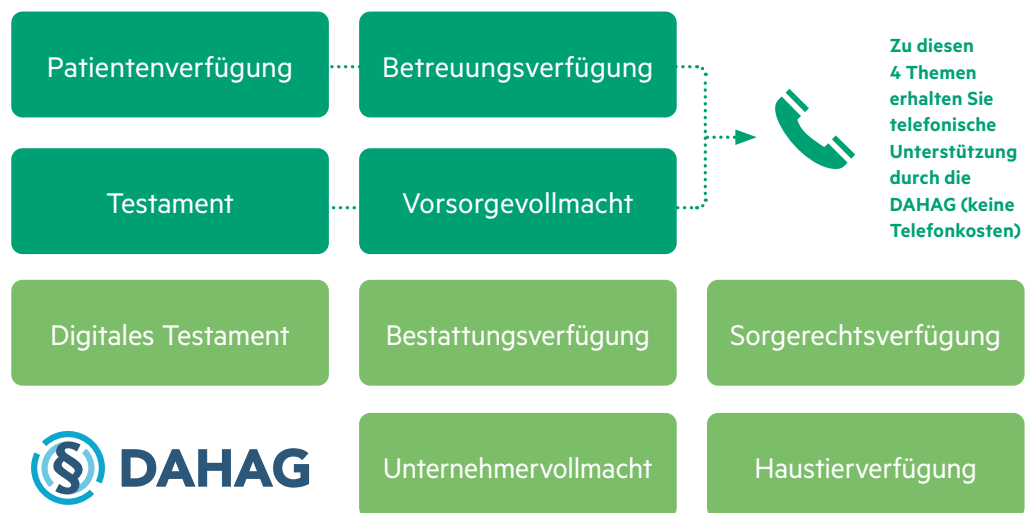 Patientenverfügung
Betreuungsverfügung
Zu diesen
4 Themen
erhalten Sie
telefonische
Unterstützung
durch die
DAHAG (keine
Telefonkosten)
Testament
Vorsorgevollmacht
Digitales Testament
Bestattungsverfügung
Sorgerechtsverfügung
§ DAHAG
Unternehmervollmacht
Haustierverfügung